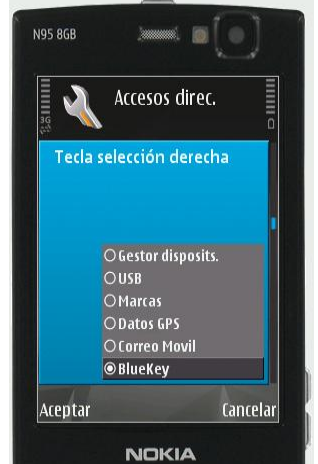 N95 8GB
Accesos direc.
3G
Tecla selección derecha
Gestor disposits.
USB
Marcas
Datos GPS
Correo Movil
BlueKey
Aceptar
Cancelar
NOKIA